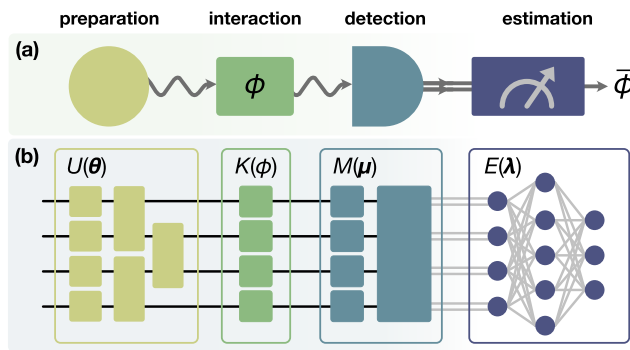 preparation interaction detection estimation
(a) ϕ ϕ̅
(b) U(θ) K(ϕ) M(μ) E(λ)